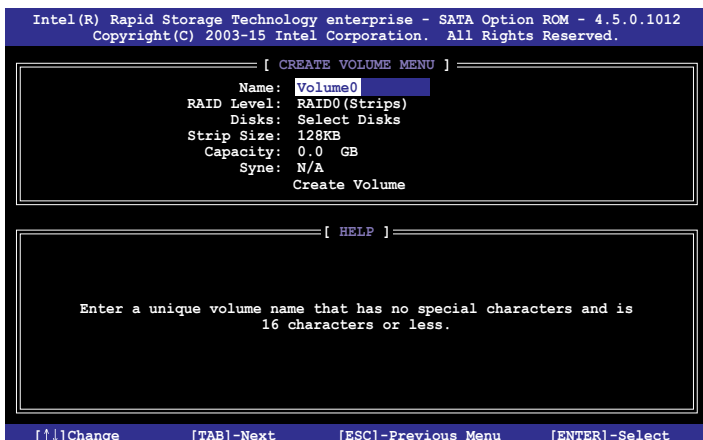 Intel(R) Rapid Storage Technology enterprise - SATA Option ROM - 4.5.0.1012
Copyright(C) 2003-15 Intel Corporation. All Rights Reserved.
[ CREATE VOLUME MENU ]
Name: Volume0
RAID Level: RAID0(Strips)
Disks: Select Disks
Strip Size: 128KB
Capacity: 0.0 GB
Syne: N/A
Create Volume
[ HELP ]
Enter a unique volume name that has no special characters and is
16 characters or less.
[↑↓]Change [TAB]-Next [ESC]-Previous Menu [ENTER]-Select